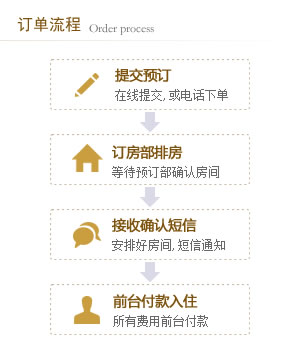 订单流程 Order process
提交预订
在线提交, 或电话下单
订房部排房
等待预订部确认房间
接收确认短信
安排好房间, 短信通知
前台付款入住
所有费用前台付款